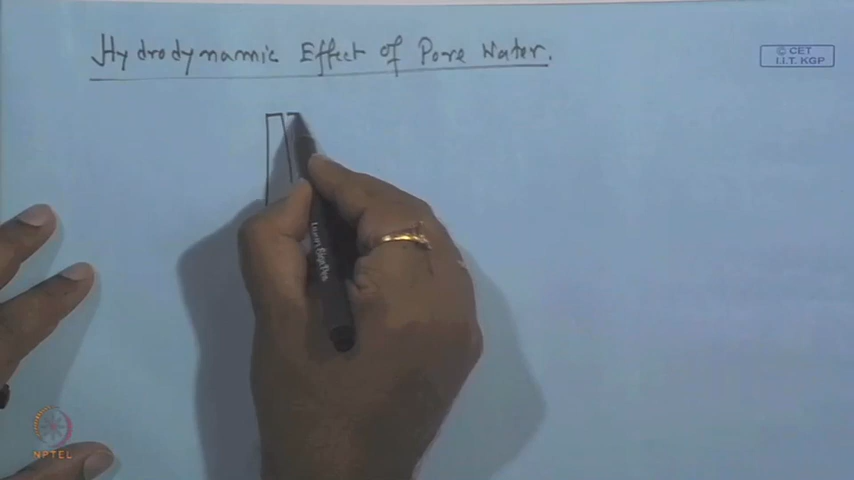 Hydrodynamic Effect of Pore Water.
© CET
I.I.T. KGP
NPTEL